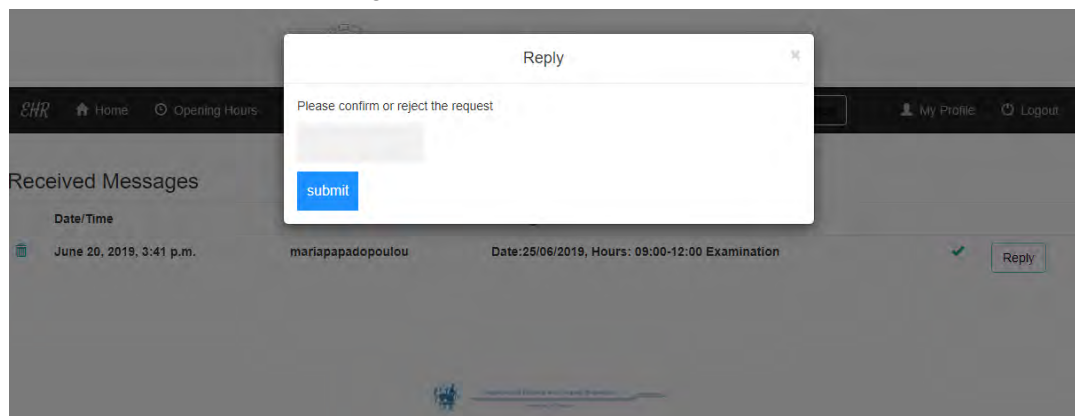 Reply ×
Please confirm or reject the request
submit
EHR Home Opening Hours My Profile Logout
Received Messages
Date/Time
June 20, 2019, 3:41 p.m. mariapapadopoulou Date:25/06/2019, Hours: 09:00-12:00 Examination Reply